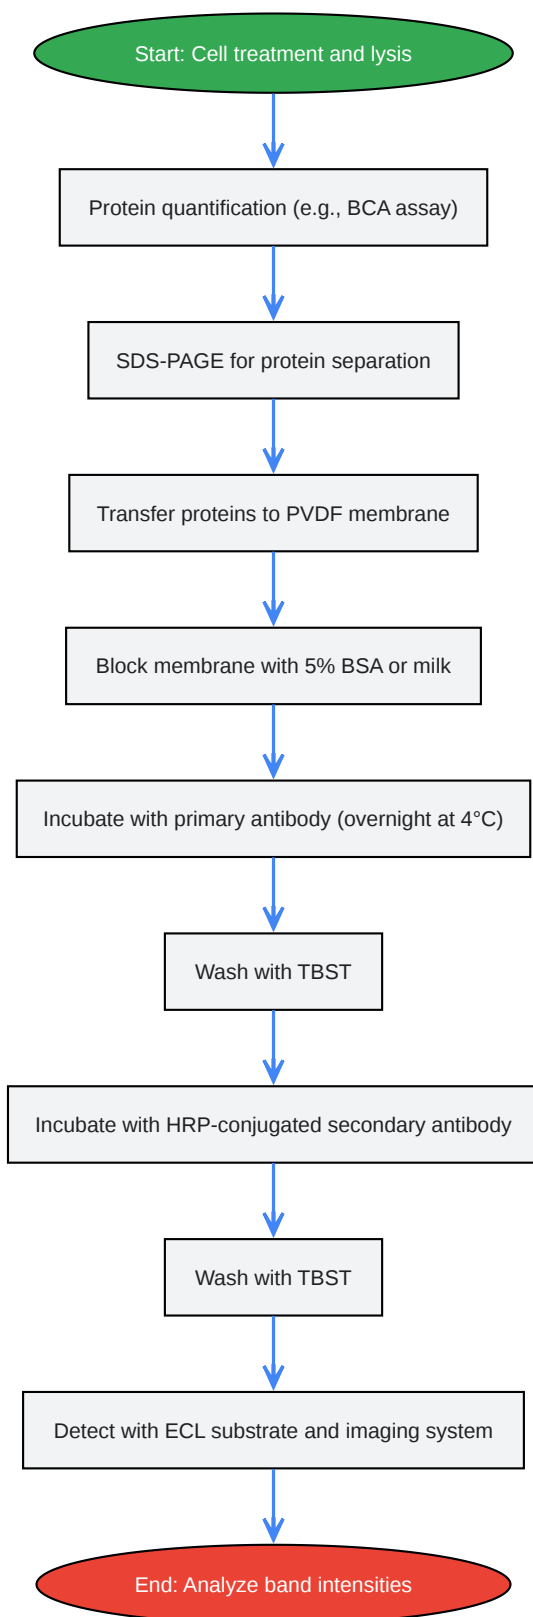 Start: Cell treatment and lysis
Protein quantification (e.g., BCA assay)
SDS-PAGE for protein separation
Transfer proteins to PVDF membrane
Block membrane with 5% BSA or milk
Incubate with primary antibody (overnight at 4°C)
Wash with TBST
Incubate with HRP-conjugated secondary antibody
Wash with TBST
Detect with ECL substrate and imaging system
End: Analyze band intensities